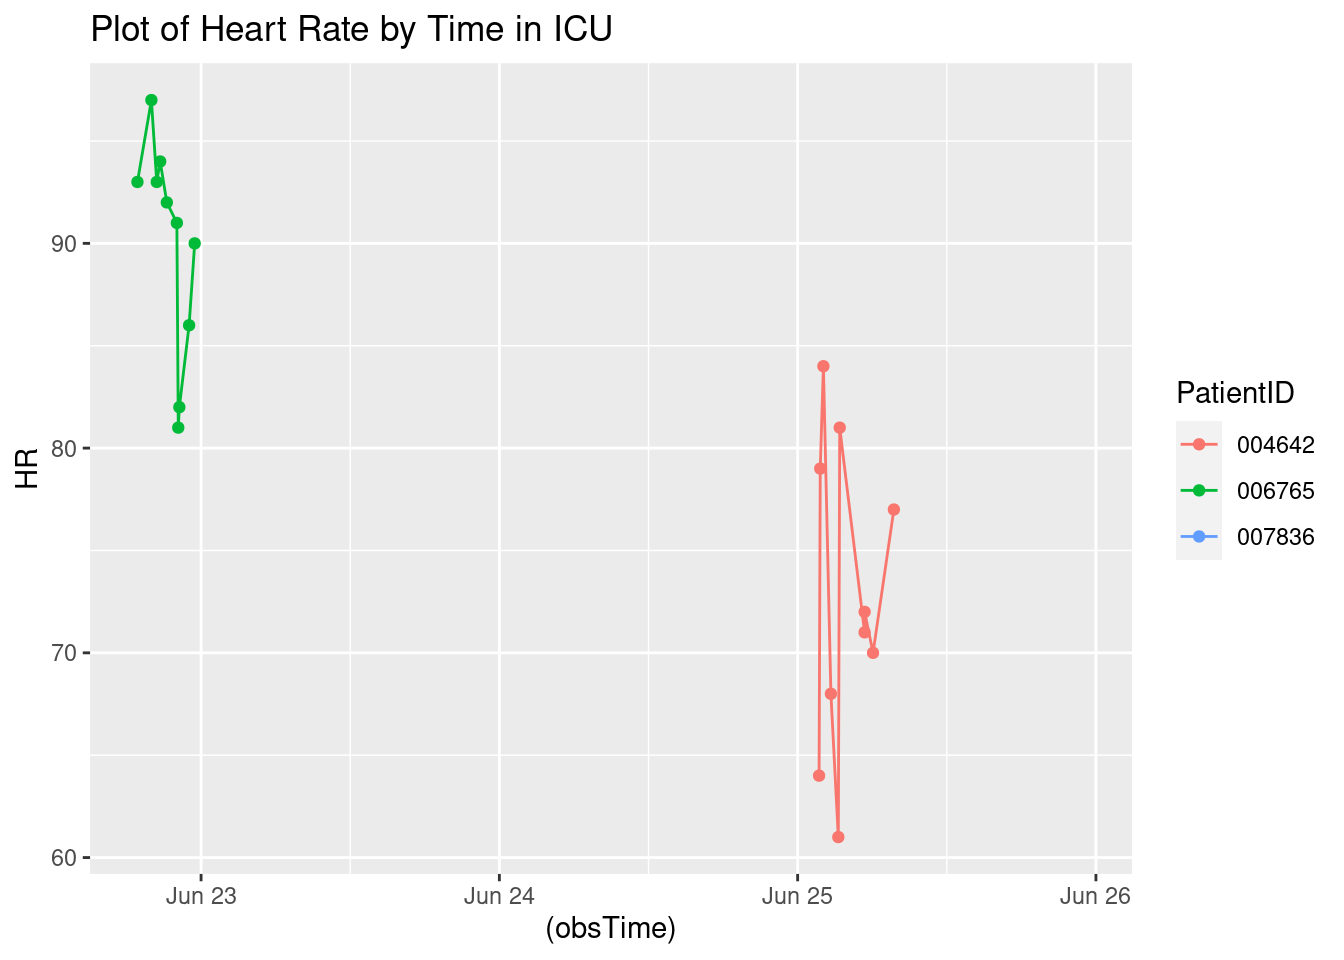 Plot of Heart Rate by Time in ICU
90
80
70
60
HR
Jun 23 Jun 24 Jun 25 Jun 26
(obsTime)
PatientID
004642
006765
007836